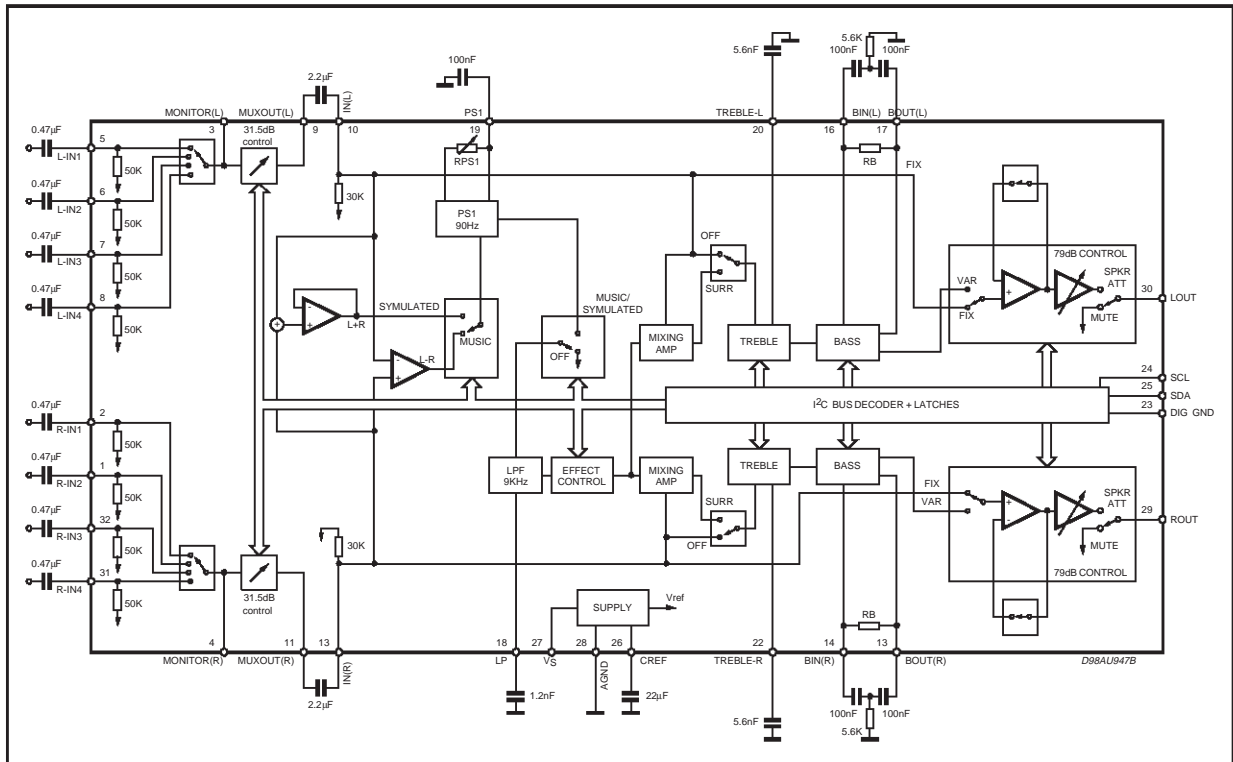 5.6K
5.6nF
100nF
100nF
100nF
2.2µF
IN(L)
MONITOR(L)
MUXOUT(L)
PS1
TREBLE-L
BIN(L)
BOUT(L)
0.47µF
3
31.5dB
control
9
10
19
20
16
17
5
L-IN1
50K
RPS1
RB
FIX
0.47µF
6
L-IN2
50K
30K
PS1
90Hz
0.47µF
7
L-IN3
50K
OFF
SURR
79dB CONTROL
0.47µF
8
L-IN4
50K
SYMULATED
MUSIC/
SYMULATED
VAR
FIX
SPKR
ATT
MUTE
30
LOUT
-
+
L+R
+
MUSIC
OFF
MIXING
AMP
TREBLE
BASS
+
L-R
-
+
24
SCL
25
SDA
23
DIG GND
I2C BUS DECODER + LATCHES
0.47µF
2
R-IN1
50K
0.47µF
1
R-IN2
50K
LPF
9KHz
EFFECT
CONTROL
MIXING
AMP
TREBLE
BASS
FIX
VAR
0.47µF
32
R-IN3
50K
30K
SURR
OFF
+
-
SPKR
ATT
MUTE
29
ROUT
0.47µF
31
R-IN4
50K
31.5dB
control
79dB CONTROL
SUPPLY
Vref
RB
4
11
13
18
27
28
26
22
14
13
MONITOR(R)
MUXOUT(R)
IN(R)
LP
VS
AGND
CREF
TREBLE-R
BIN(R)
BOUT(R)
D98AU947B
2.2µF
1.2nF
22µF
5.6nF
100nF
100nF
5.6K